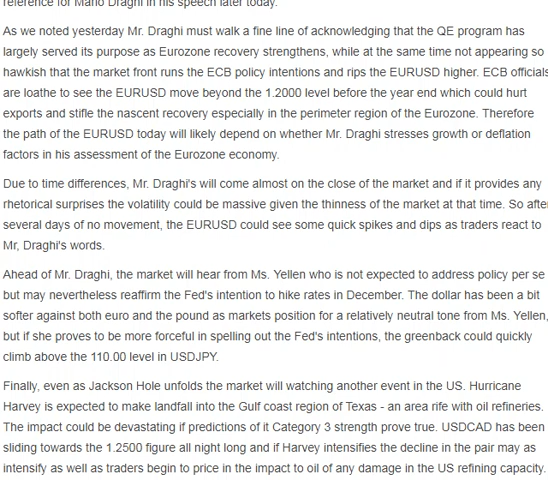 reference for Mario Draghi in his speech later today.
As we noted yesterday Mr. Draghi must walk a fine line of acknowledging that the QE program has
largely served its purpose as Eurozone recovery strengthens, while at the same time not appearing so
hawkish that the market front runs the ECB policy intentions and rips the EURUSD higher. ECB officials
are loathe to see the EURUSD move beyond the 1.2000 level before the year end which could hurt
exports and stifle the nascent recovery especially in the perimeter region of the Eurozone. Therefore
the path of the EURUSD today will likely depend on whether Mr. Draghi stresses growth or deflation
factors in his assessment of the Eurozone economy.
Due to time differences, Mr. Draghi's will come almost on the close of the market and if it provides any
rhetorical surprises the volatility could be massive given the thinness of the market at that time. So after
several days of no movement, the EURUSD could see some quick spikes and dips as traders react to
Mr, Draghi's words.
Ahead of Mr. Draghi, the market will hear from Ms. Yellen who is not expected to address policy per se
but may nevertheless reaffirm the Fed's intention to hike rates in December. The dollar has been a bit
softer against both euro and the pound as markets position for a relatively neutral tone from Ms. Yellen,
but if she proves to be more forceful in spelling out the Fed's intentions, the greenback could quickly
climb above the 110.00 level in USDJPY.
Finally, even as Jackson Hole unfolds the market will watching another event in the US. Hurricane
Harvey is expected to make landfall into the Gulf coast region of Texas - an area rife with oil refineries.
The impact could be devastating if predictions of it Category 3 strength prove true. USDCAD has been
sliding towards the 1.2500 figure all night long and if Harvey intensifies the decline in the pair may as
intensify as well as traders begin to price in the impact to oil of any damage in the US refining capacity.